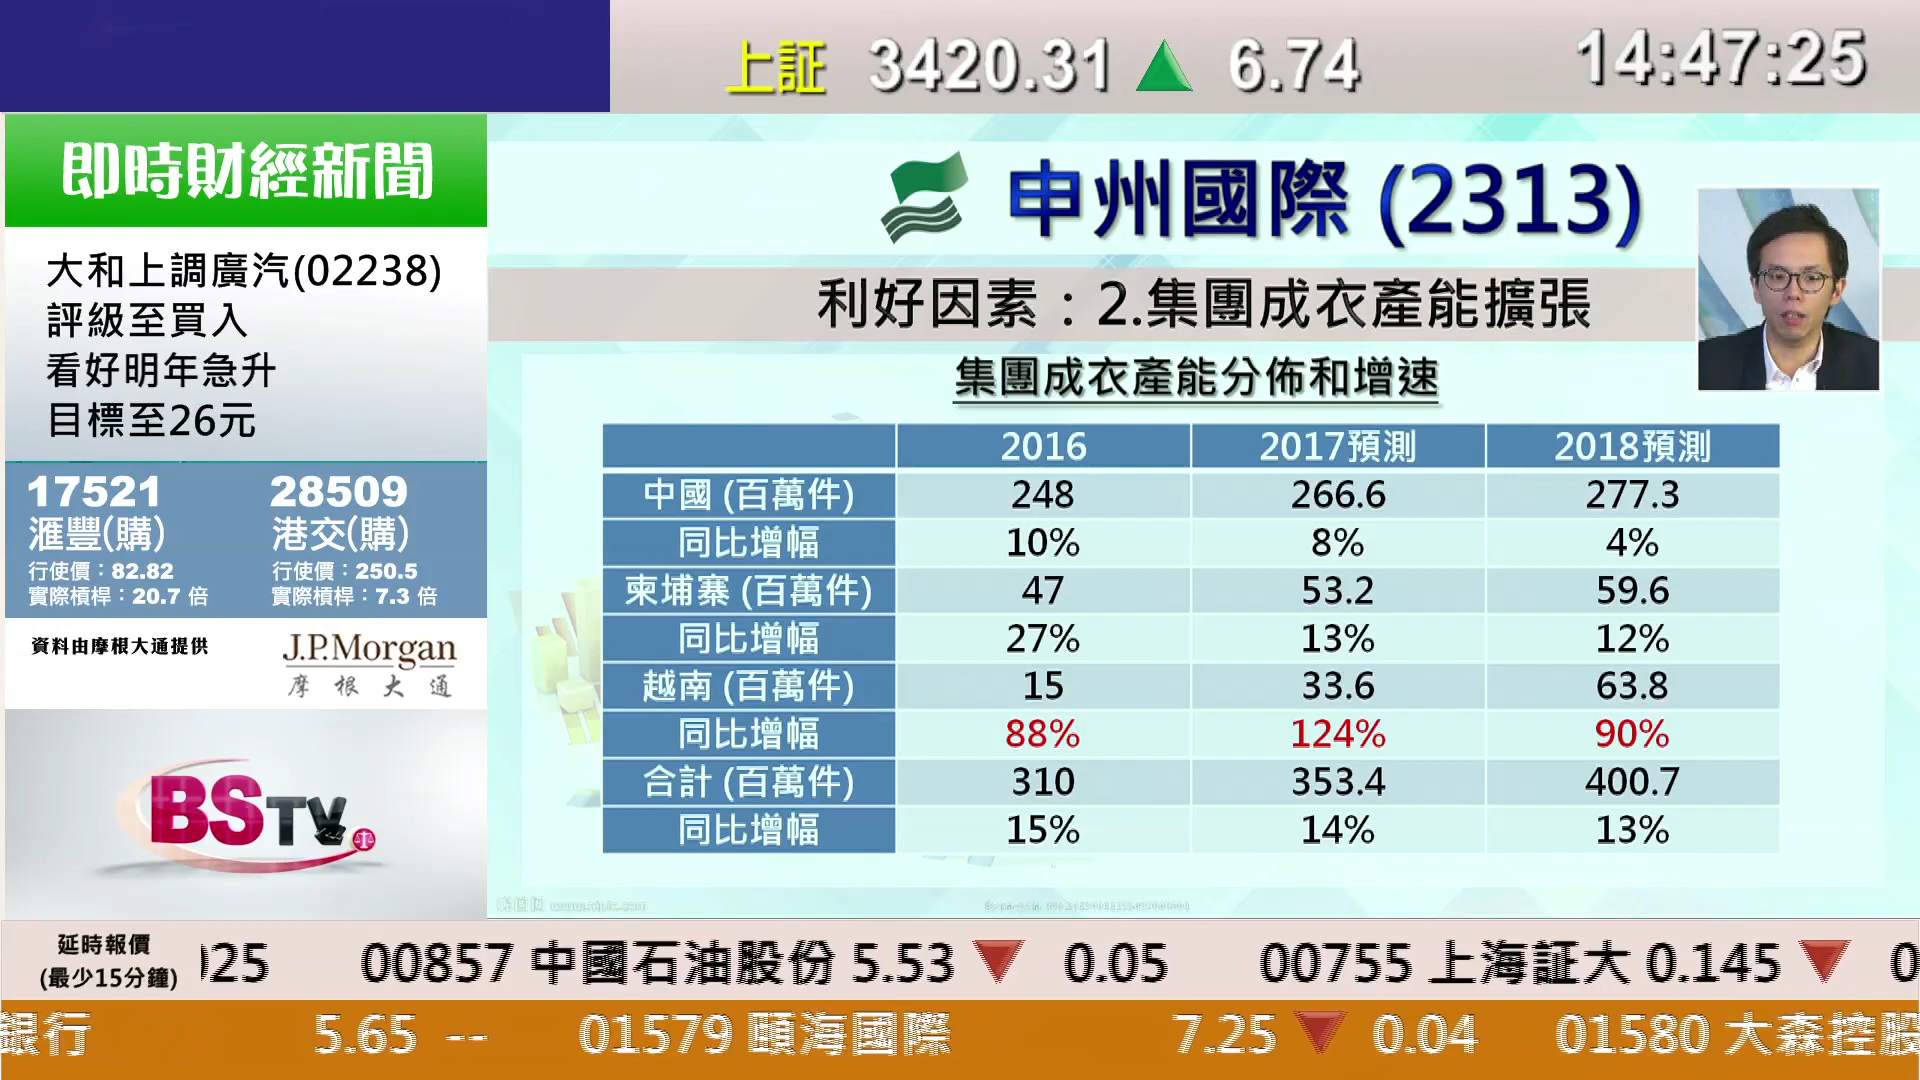 上証 3420.31 ▲ 6.74
14:47:25
即時財經新聞
大和上調廣汽(02238)
評級至買入
看好明年急升
目標至26元
17521 28509
滙豐(購) 港交(購)
行使價：82.82 行使價：250.5
實際槓桿：20.7 倍 實際槓桿：7.3 倍
資料由摩根大通提供
J.P.Morgan
摩根大通
BSTV
申州國際 (2313)
利好因素：2.集團成衣產能擴張
集團成衣產能分佈和增速
2016 2017預測 2018預測
中國 (百萬件) 248 266.6 277.3
同比增幅 10% 8% 4%
柬埔寨 (百萬件) 47 53.2 59.6
同比增幅 27% 13% 12%
越南 (百萬件) 15 33.6 63.8
同比增幅 88% 124% 90%
合計 (百萬件) 310 353.4 400.7
同比增幅 15% 14% 13%
延時報價
(最少15分鐘)
25 00857 中國石油股份 5.53 ▼ 0.05 00755 上海証大 0.145 ▼ 0
銀行 5.65 -- 01579 頤海國際 7.25 ▼ 0.04 01580 大森控股